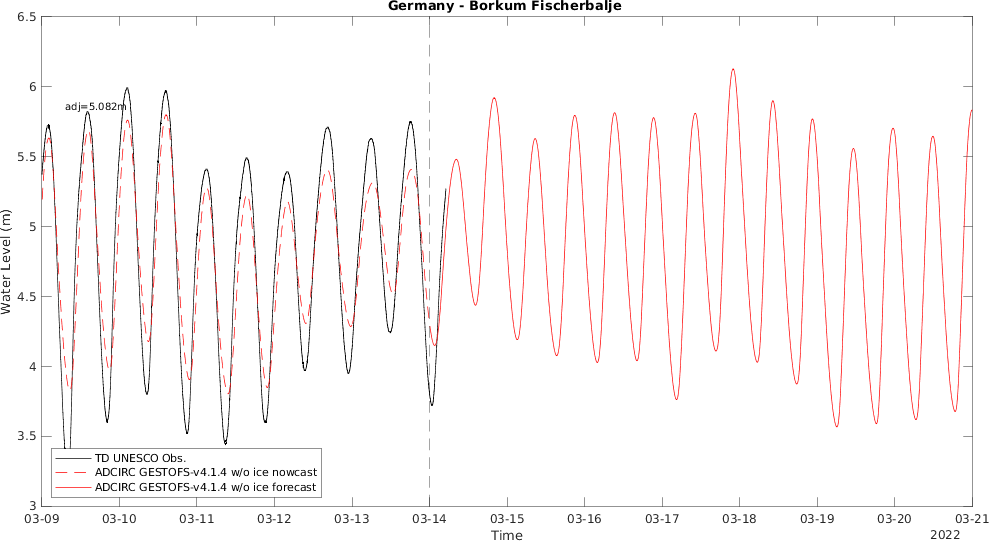 Germany - Borkum Fischerbalje
6.5
6
5.5
5
4.5
4
3.5
3
Water Level (m)
adj=5.082m
TD UNESCO Obs.
ADCIRC GESTOFS-v4.1.4 w/o ice nowcast
ADCIRC GESTOFS-v4.1.4 w/o ice forecast
03-09 03-10 03-11 03-12 03-13 03-14 03-15 03-16 03-17 03-18 03-19 03-20 03-21
Time
2022